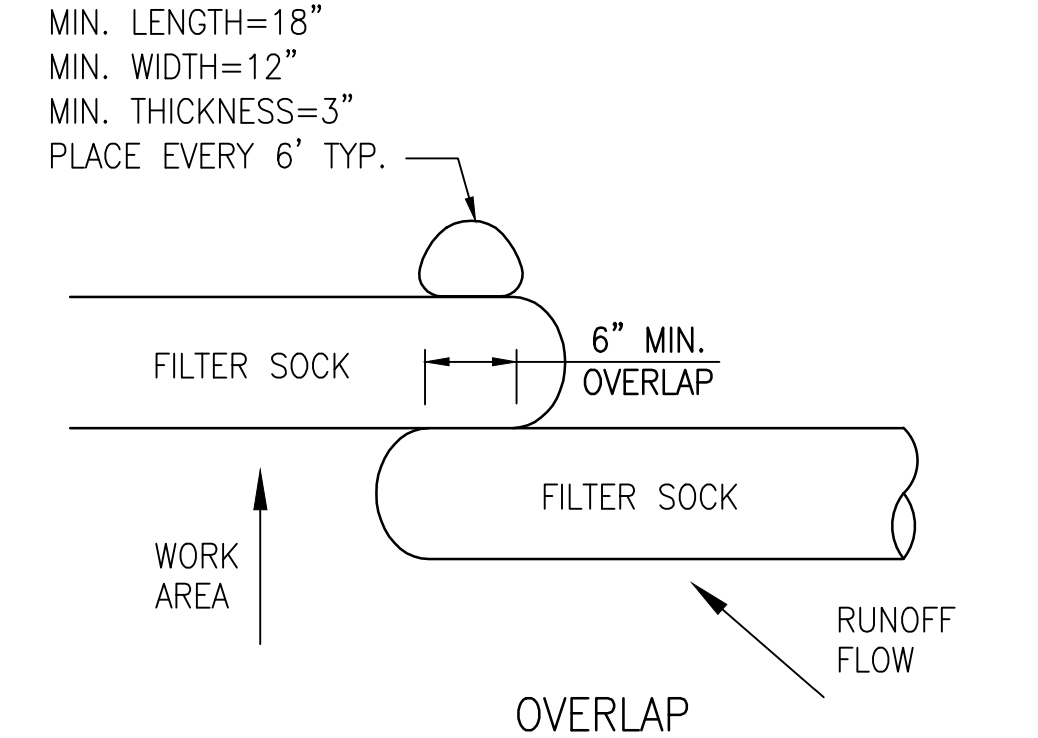 MIN. LENGTH=18”
MIN. WIDTH=12”
MIN. THICKNESS=3”
PLACE EVERY 6’ TYP.
FILTER SOCK
6” MIN.
OVERLAP
FILTER SOCK
WORK
AREA
RUNOFF
FLOW
OVERLAP